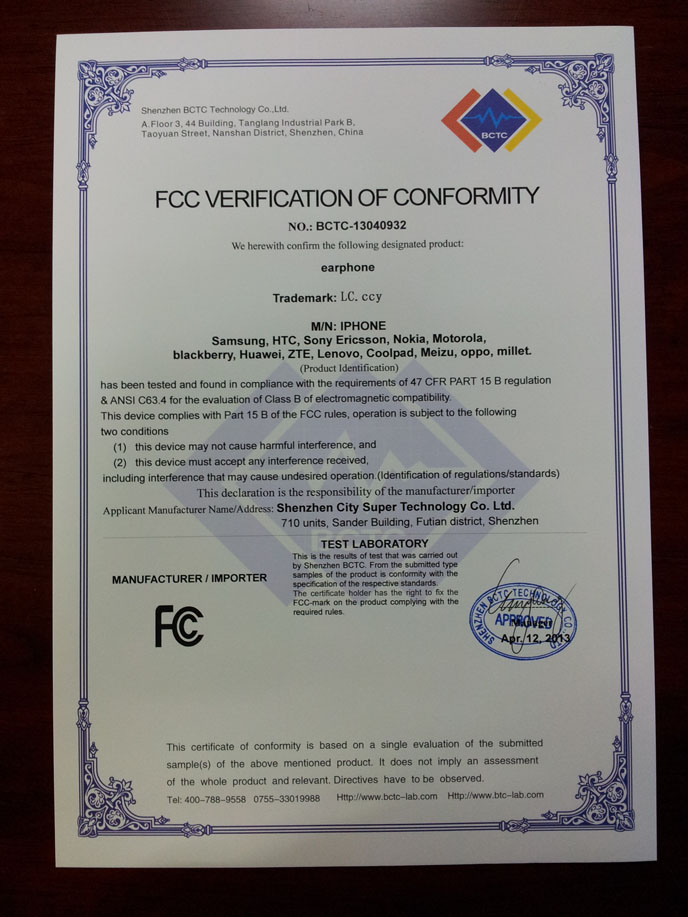 Shenzhen BCTC Technology Co.,Ltd.
A.Floor 3, 44 Building, Tanglang Industrial Park B,
Taoyuan Street, Nanshan District, Shenzhen, China
BCTC
FCC VERIFICATION OF CONFORMITY
NO.: BCTC-13040932
We herewith confirm the following designated product:
earphone
Trademark: LC. ccy
M/N: IPHONE
Samsung, HTC, Sony Ericsson, Nokia, Motorola,
blackberry, Huawei, ZTE, Lenovo, Coolpad, Meizu, oppo, millet.
(Product Identification)
has been tested and found in compliance with the requirements of 47 CFR PART 15 B regulation
& ANSI C63.4 for the evaluation of Class B of electromagnetic compatibility.
This device complies with Part 15 B of the FCC rules, operation is subject to the following
two conditions
(1) this device may not cause harmful interference, and
(2) this device must accept any interference received,
including interference that may cause undesired operation.(Identification of regulations/standards)
This declaration is the responsibility of the manufacturer/importer
Applicant Manufacturer Name/Address: Shenzhen City Super Technology Co. Ltd.
710 units, Sander Building, Futian district, Shenzhen
BCTC
TEST LABORATORY
This is the results of test that was carried out
by Shenzhen BCTC. From the submitted type
samples of the product is conformity with the
specification of the respective standards.
The certificate holder has the right to fix the
FCC-mark on the product complying with the
required rules.
MANUFACTURER / IMPORTER
FCC
SHENZHEN BCTC TECHNOLOGY CO. LTD
APPROVED
Apr. 12, 2013
This certificate of conformity is based on a single evaluation of the submitted
sample(s) of the above mentioned product. It does not imply an assessment
of the whole product and relevant. Directives have to be observed.
Tel: 400-788-9558 0755-33019988 Http://www.bctc-lab.com Http://www.btc-lab.com